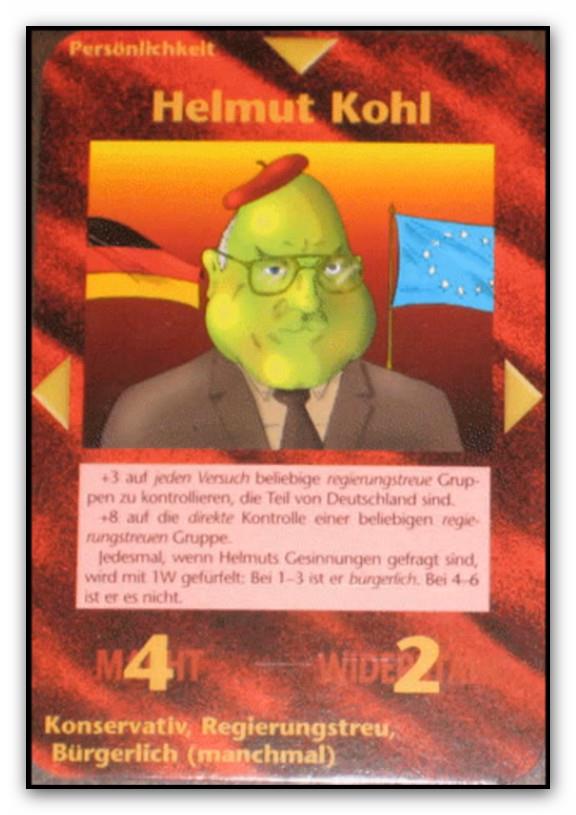 Persönlichkeit
Helmut Kohl
+3 auf jeden Versuch beliebige regierungstreue Grup-
pen zu kontrollieren, die Teil von Deutschland sind.
+8 auf die direkte Kontrolle einer beliebigen regie-
rungstreuen Gruppe.
Jedesmal, wenn Helmuts Gesinnungen gefragt sind,
wird mit 1W gefürfelt: Bei 1-3 ist er bürgerlich. Bei 4-6
ist er es nicht.
4 2
Konservativ, Regierungstreu,
Bürgerlich (manchmal)